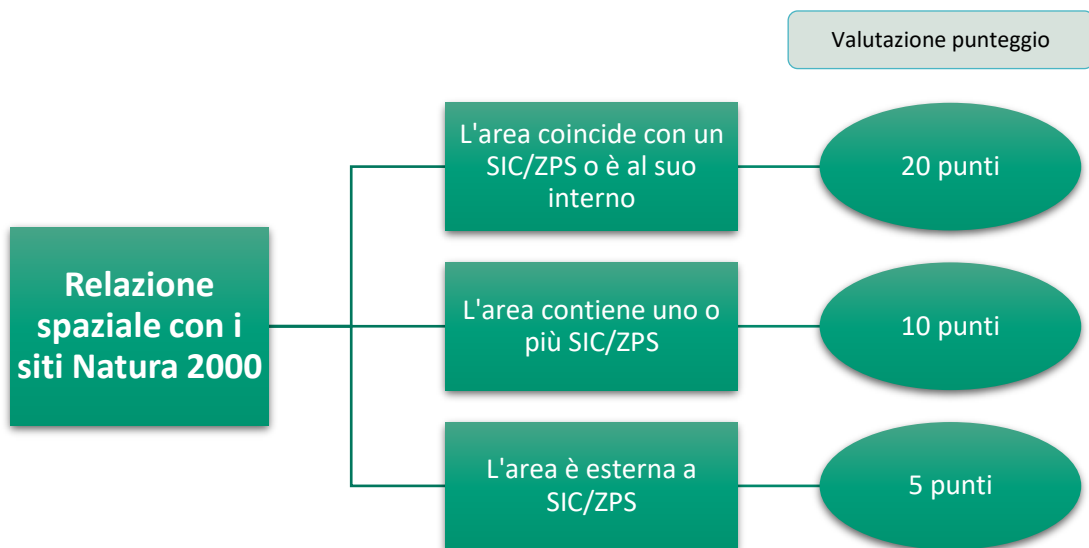 Valutazione punteggio
Relazione
spaziale con i
siti Natura 2000
L'area coincide con un
SIC/ZPS o è al suo
interno
20 punti
L'area contiene uno o
più SIC/ZPS
10 punti
L'area è esterna a
SIC/ZPS
5 punti